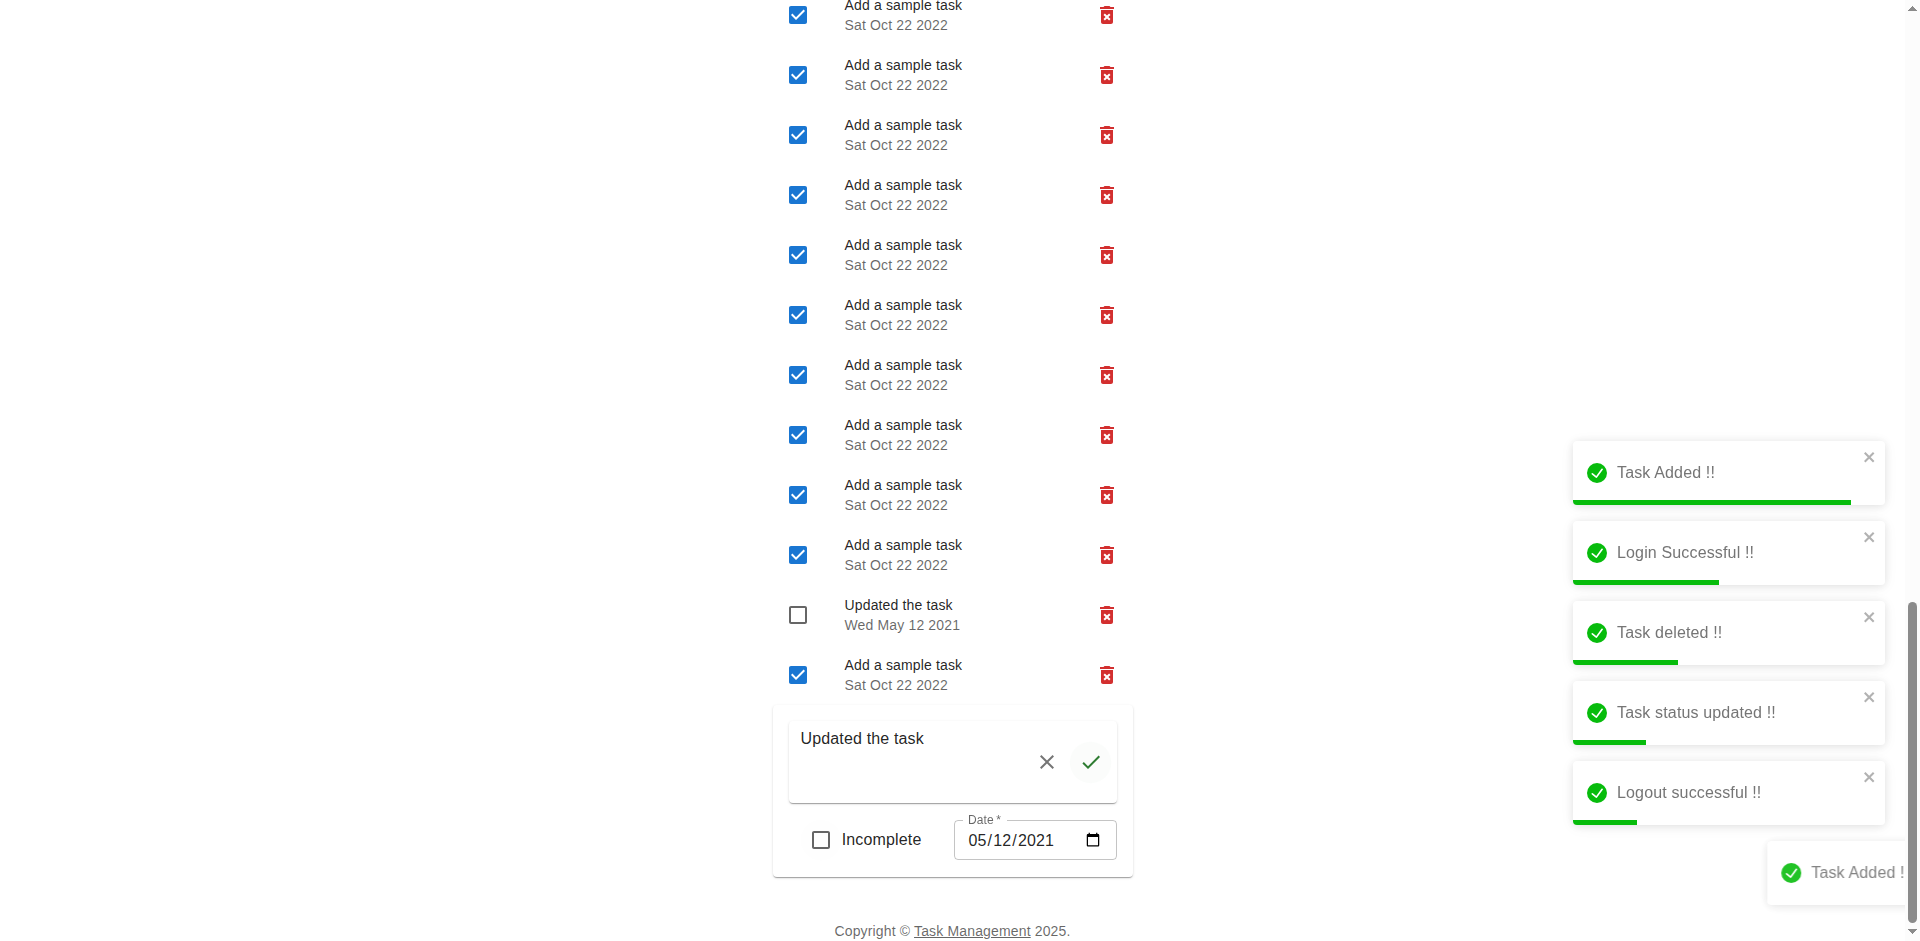 Add a sample task
Sat Oct 22 2022
Add a sample task
Sat Oct 22 2022
Add a sample task
Sat Oct 22 2022
Add a sample task
Sat Oct 22 2022
Add a sample task
Sat Oct 22 2022
Add a sample task
Sat Oct 22 2022
Add a sample task
Sat Oct 22 2022
Add a sample task
Sat Oct 22 2022
Add a sample task
Sat Oct 22 2022
Add a sample task
Sat Oct 22 2022
Updated the task
Wed May 12 2021
Add a sample task
Sat Oct 22 2022
Updated the task
Incomplete
Date *
05/12/2021
Copyright © Task Management 2025.
Task Added !!
Login Successful !!
Task deleted !!
Task status updated !!
Logout successful !!
Task Added !